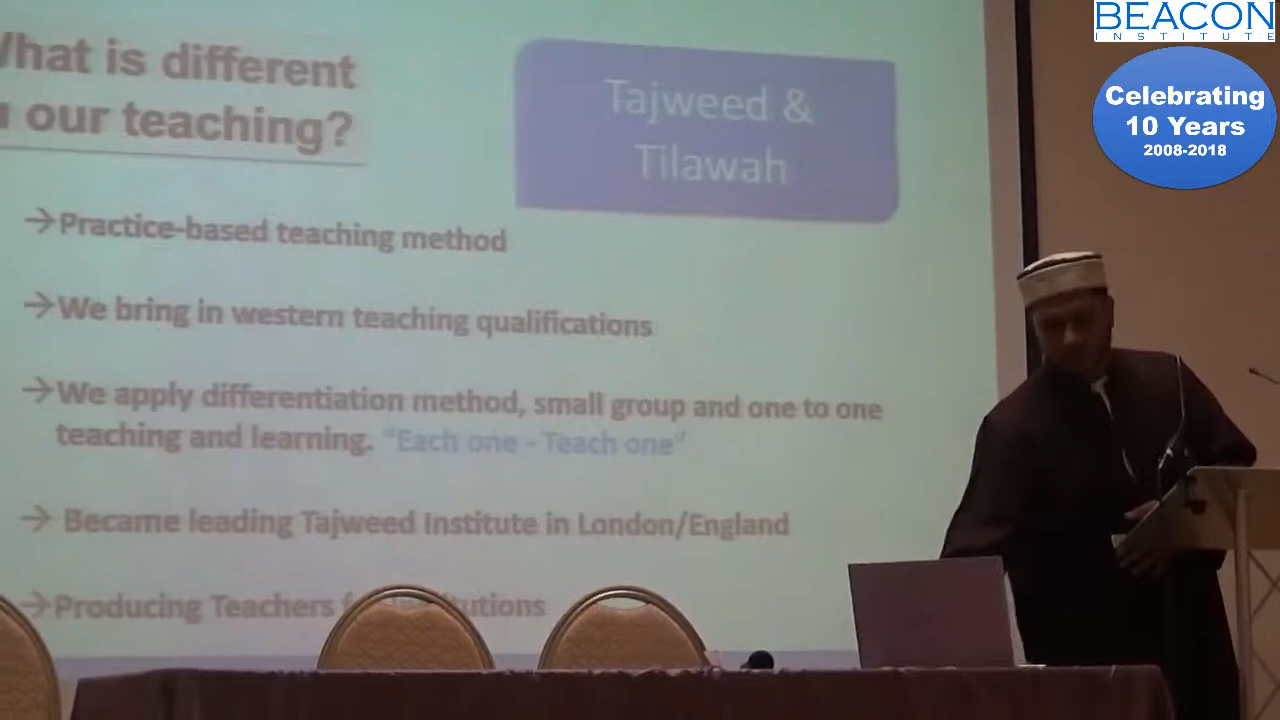 BEACON
INSTITUTE
Celebrating
10 Years
2008-2018
hat is different
our teaching?
Tajweed &
Tilawah
→Practice-based teaching method
→We bring in western teaching qualifications
→We apply differentiation method, small group and one to one
teaching and learning. "Each one - Teach one"
→ Became leading Tajweed Institute in London/England
→Producing Teachers